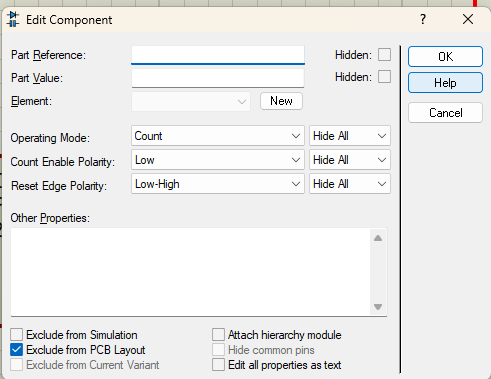 Edit Component
?
Part Reference: Hidden: OK
Part Value: Hidden: Help
Element: New Cancel
Operating Mode: Count Hide All
Count Enable Polarity: Low Hide All
Reset Edge Polarity: Low-High Hide All
Other Properties:
Exclude from Simulation Attach hierarchy module
Exclude from PCB Layout Hide common pins
Exclude from Current Variant Edit all properties as text